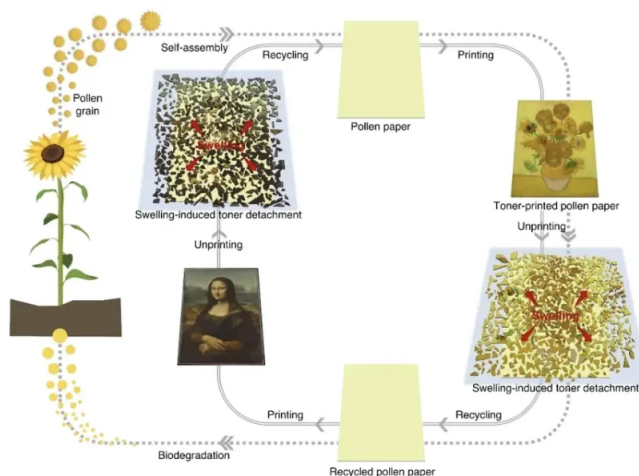 Self-assembly
Recycling
Printing
Pollen
grain
Pollen paper
Swelling
Swelling-induced toner detachment
Toner-printed pollen paper
Unprinting
Unprinting
Swelling
Swelling-induced toner detachment
Printing
Recycling
Biodegradation
Recycled pollen paper